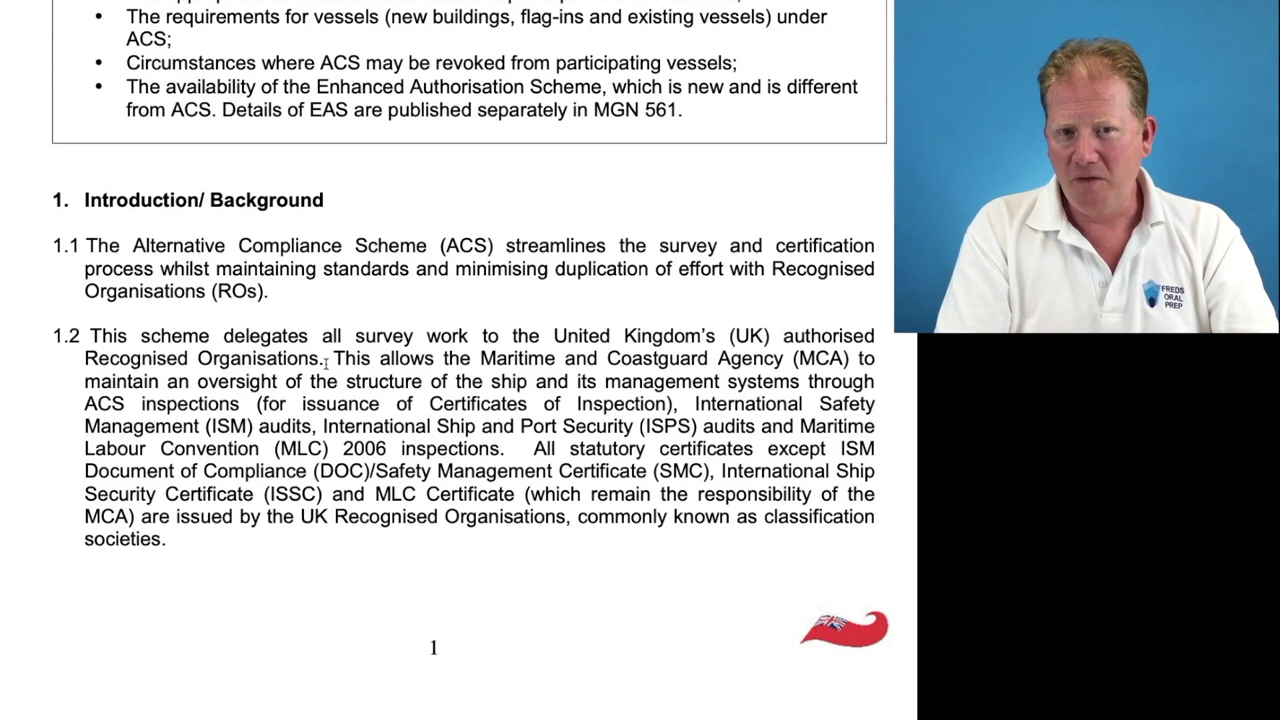 • The requirements for vessels (new buildings, flag-ins and existing vessels) under
ACS;
• Circumstances where ACS may be revoked from participating vessels;
• The availability of the Enhanced Authorisation Scheme, which is new and is different
from ACS. Details of EAS are published separately in MGN 561.
1. Introduction/ Background
1.1 The Alternative Compliance Scheme (ACS) streamlines the survey and certification
process whilst maintaining standards and minimising duplication of effort with Recognised
Organisations (ROs).
1.2 This scheme delegates all survey work to the United Kingdom’s (UK) authorised
Recognised Organisations. This allows the Maritime and Coastguard Agency (MCA) to
maintain an oversight of the structure of the ship and its management systems through
ACS inspections (for issuance of Certificates of Inspection), International Safety
Management (ISM) audits, International Ship and Port Security (ISPS) audits and Maritime
Labour Convention (MLC) 2006 inspections. All statutory certificates except ISM
Document of Compliance (DOC)/Safety Management Certificate (SMC), International Ship
Security Certificate (ISSC) and MLC Certificate (which remain the responsibility of the
MCA) are issued by the UK Recognised Organisations, commonly known as classification
societies.
1
FREDS
ORAL
PREP